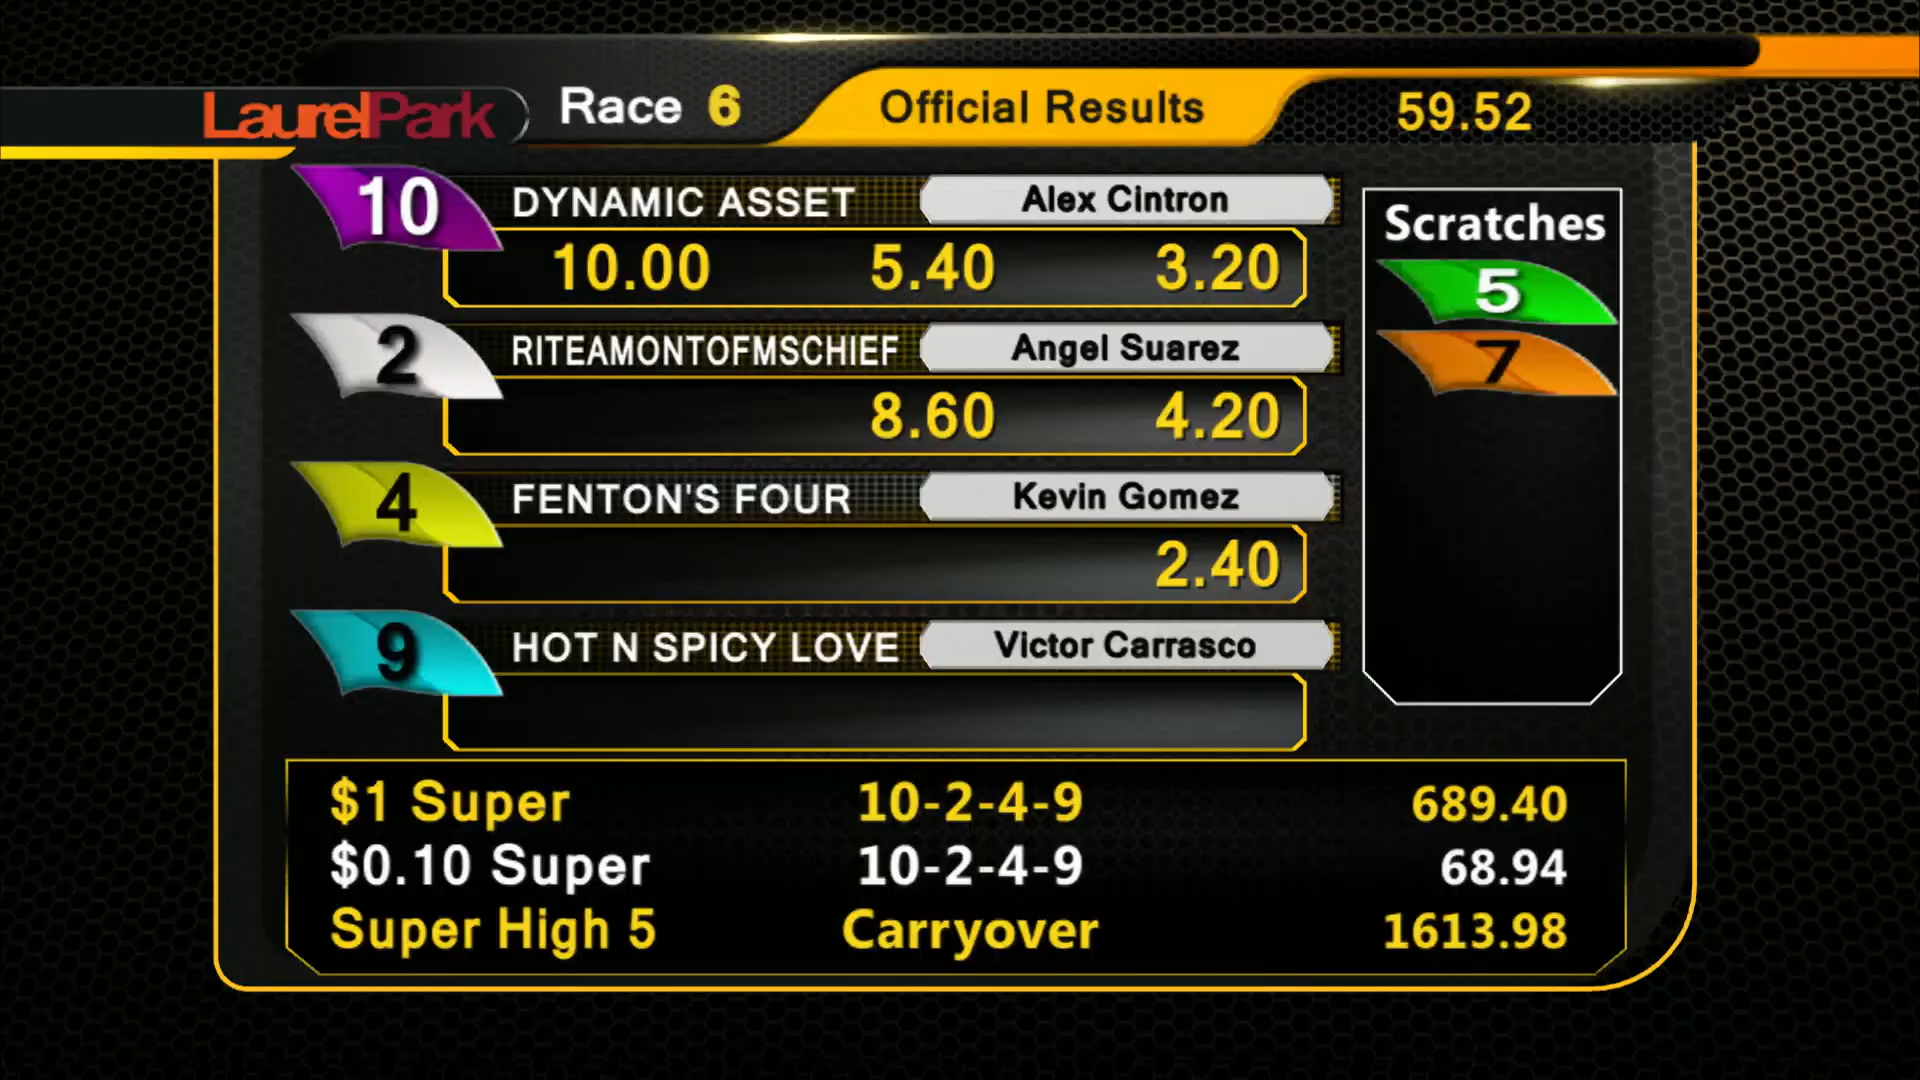 LaurelPark Race 6 Official Results 59.52
10 DYNAMIC ASSET Alex Cintron
10.00 5.40 3.20
2 RITEAMONTOFMSCHIEF Angel Suarez
8.60 4.20
4 FENTON'S FOUR Kevin Gomez
2.40
9 HOT N SPICY LOVE Victor Carrasco
Scratches
5
7
$1 Super 10-2-4-9 689.40
$0.10 Super 10-2-4-9 68.94
Super High 5 Carryover 1613.98